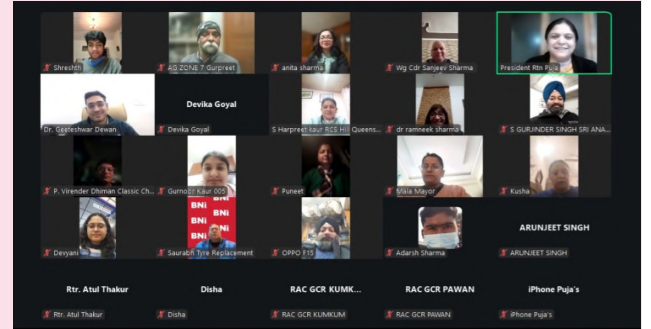 Shreshth
AG ZONE 7 Gurpreet
anita sharma
Wg Cdr Sanjeev Sharma
President Rtn Puja
Dr. Geeteshwar Dewan
Devika Goyal
Devika Goyal
S Harpreet kaur RCS Hill Queens...
dr ramneek sharma
S GURJINDER SINGH SRI ANA...
P. Virender Dhiman Classic Ch...
Gurnoor Kaur 005
Puneet
Mala Mayor
Kusha
Devyani
BNI
BNI
BNI
BNI
BNI
Saurabh Tyre Replacement
OPPO F15
Adarsh Sharma
ARUNJEET SINGH
ARUNJEET SINGH
Rtr. Atul Thakur
Rtr. Atul Thakur
Disha
Disha
RAC GCR KUMK...
RAC GCR KUMKUM
RAC GCR PAWAN
RAC GCR PAWAN
iPhone Puja's
iPhone Puja's